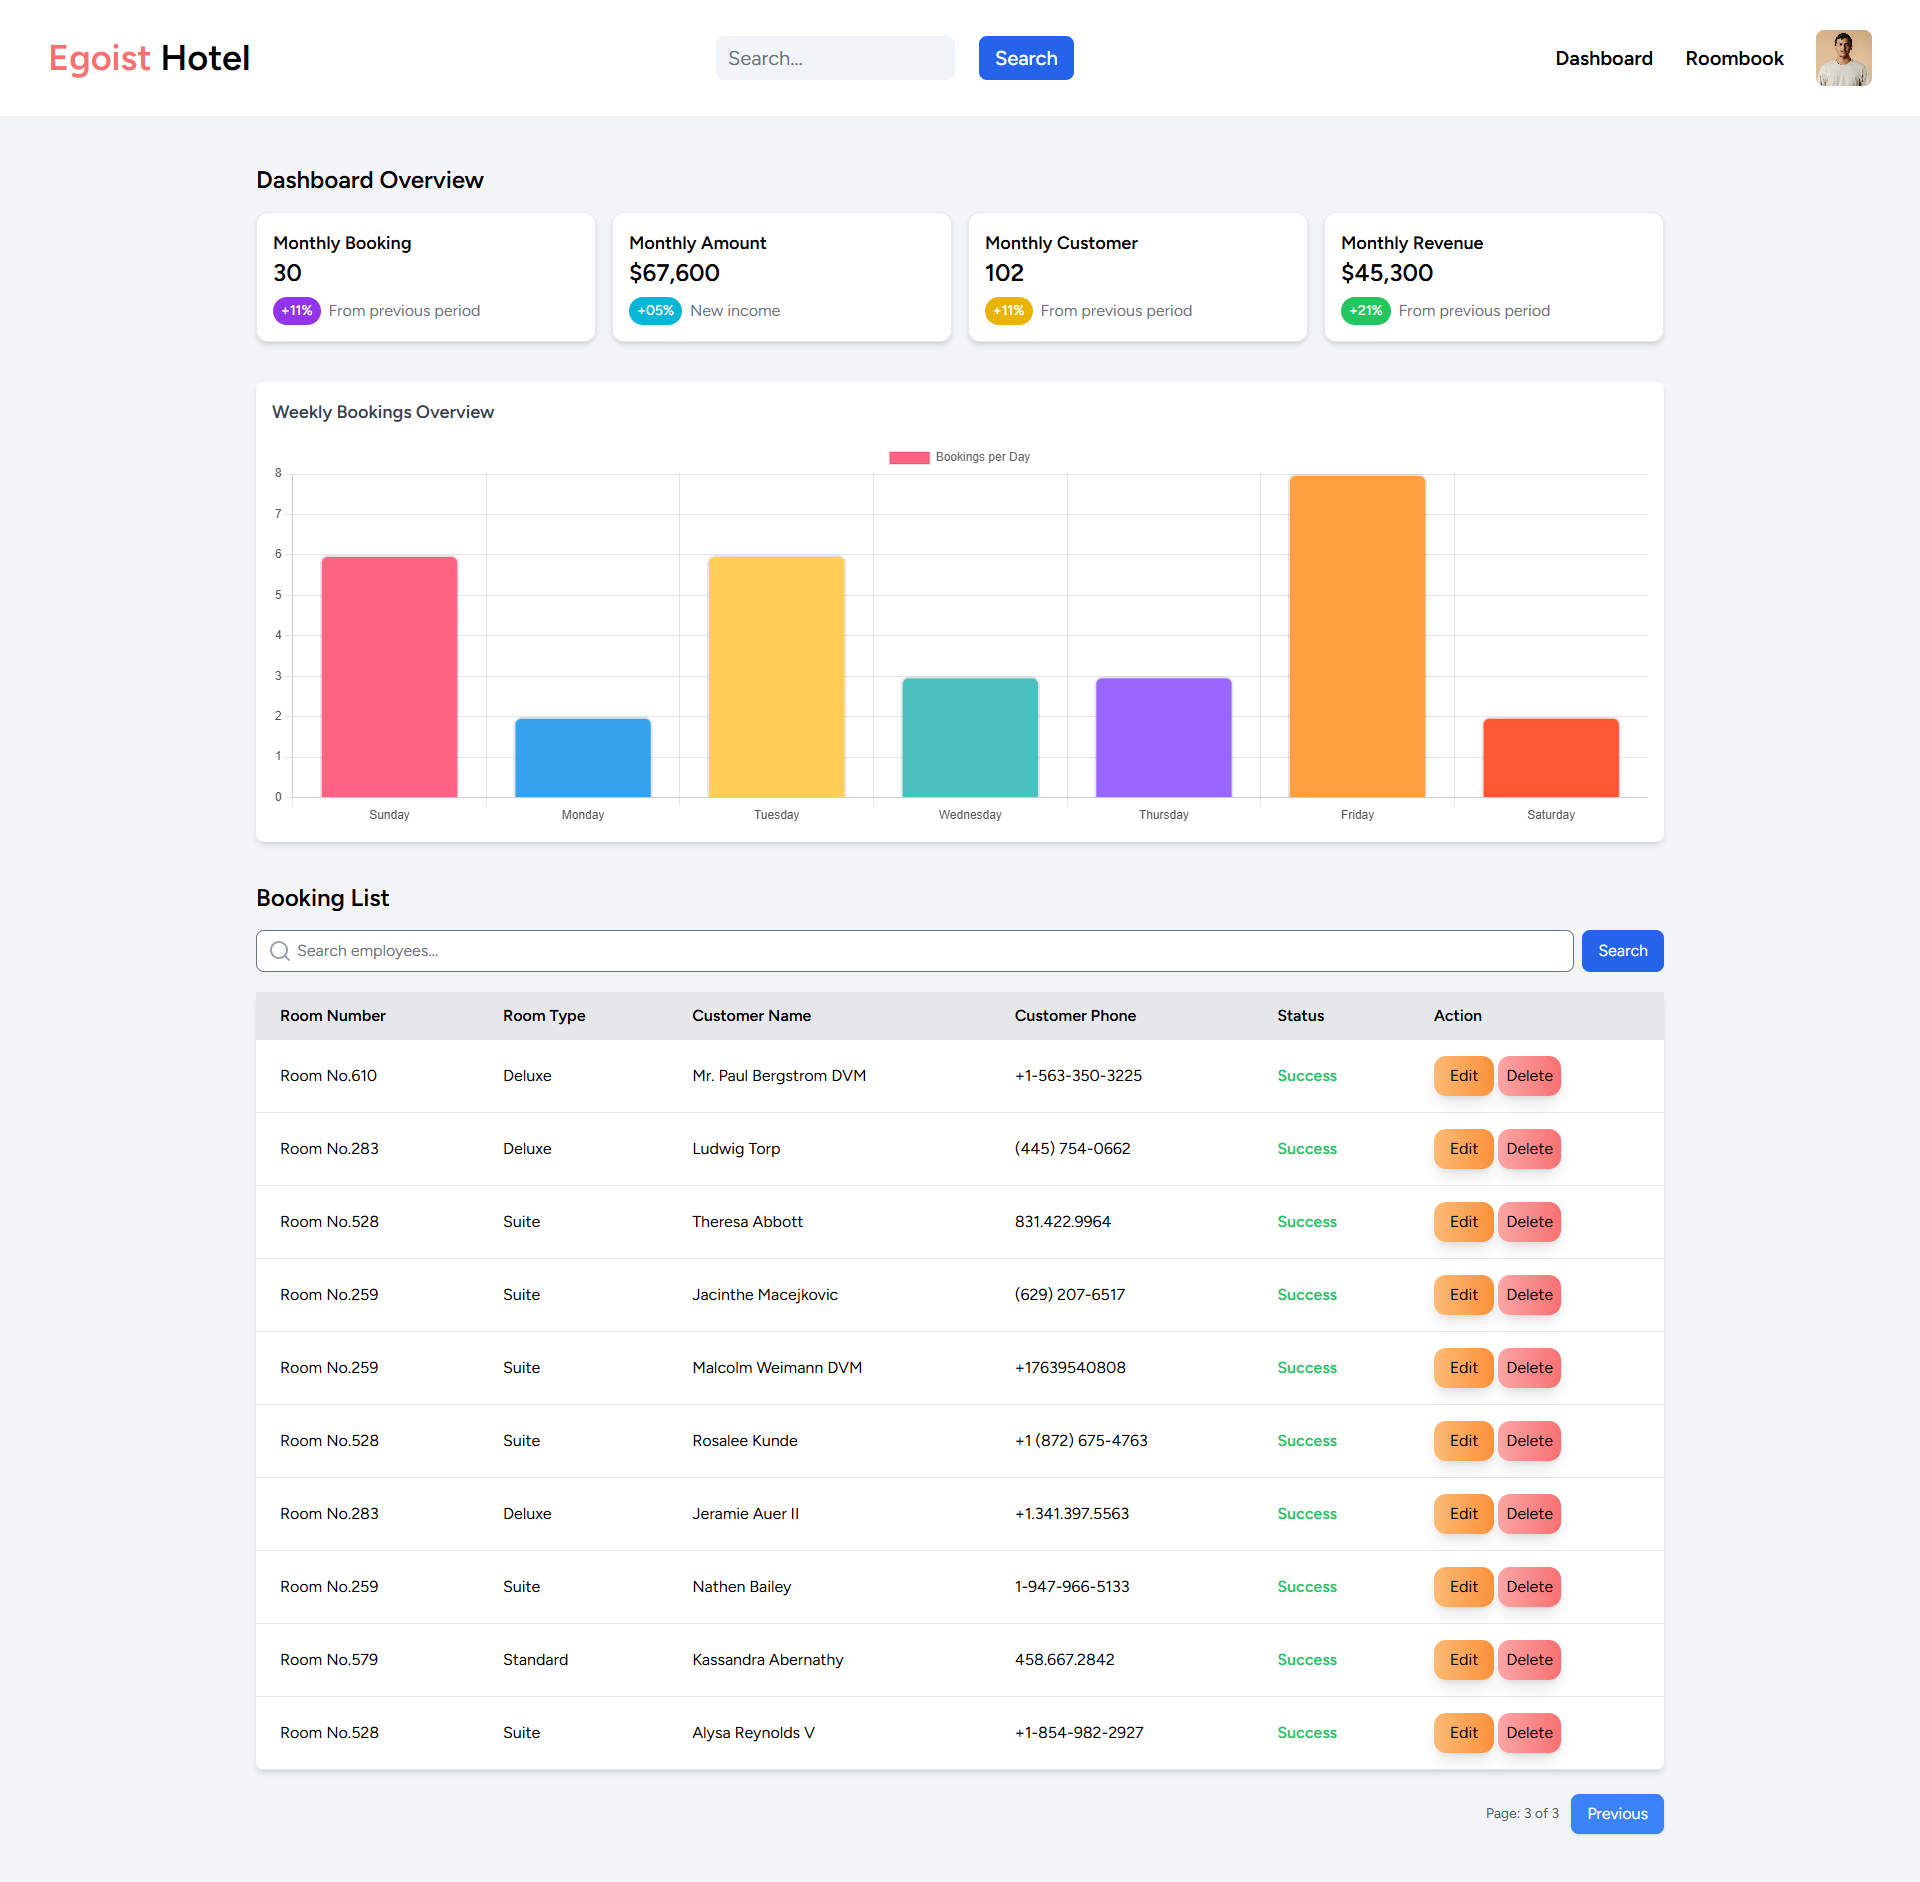 Egoist Hotel
Search...
Search
Dashboard
Roombook
Dashboard Overview
Monthly Booking
30
+11% From previous period
Monthly Amount
$67,600
+05% New income
Monthly Customer
102
+11% From previous period
Monthly Revenue
$45,300
+21% From previous period
Weekly Bookings Overview
Bookings per Day
8
7
6
5
4
3
2
1
0
Sunday Monday Tuesday Wednesday Thursday Friday Saturday
Booking List
Search employees...
Search
Room Number Room Type Customer Name Customer Phone Status Action
Room No.610 Deluxe Mr. Paul Bergstrom DVM +1-563-350-3225 Success Edit Delete
Room No.283 Deluxe Ludwig Torp (445) 754-0662 Success Edit Delete
Room No.528 Suite Theresa Abbott 831.422.9964 Success Edit Delete
Room No.259 Suite Jacinthe Macejkovic (629) 207-6517 Success Edit Delete
Room No.259 Suite Malcolm Weimann DVM +17639540808 Success Edit Delete
Room No.528 Suite Rosalee Kunde +1 (872) 675-4763 Success Edit Delete
Room No.283 Deluxe Jeramie Auer II +1.341.397.5563 Success Edit Delete
Room No.259 Suite Nathen Bailey 1-947-966-5133 Success Edit Delete
Room No.579 Standard Kassandra Abernathy 458.667.2842 Success Edit Delete
Room No.528 Suite Alysa Reynolds V +1-854-982-2927 Success Edit Delete
Page: 3 of 3 Previous